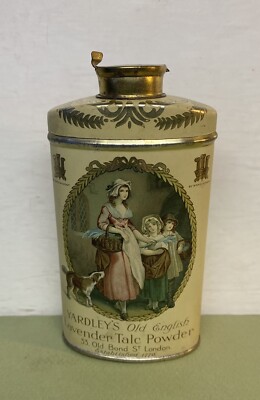 YARDLEY'S Old English
Lavender Talc Powder
33 Old Bond St London